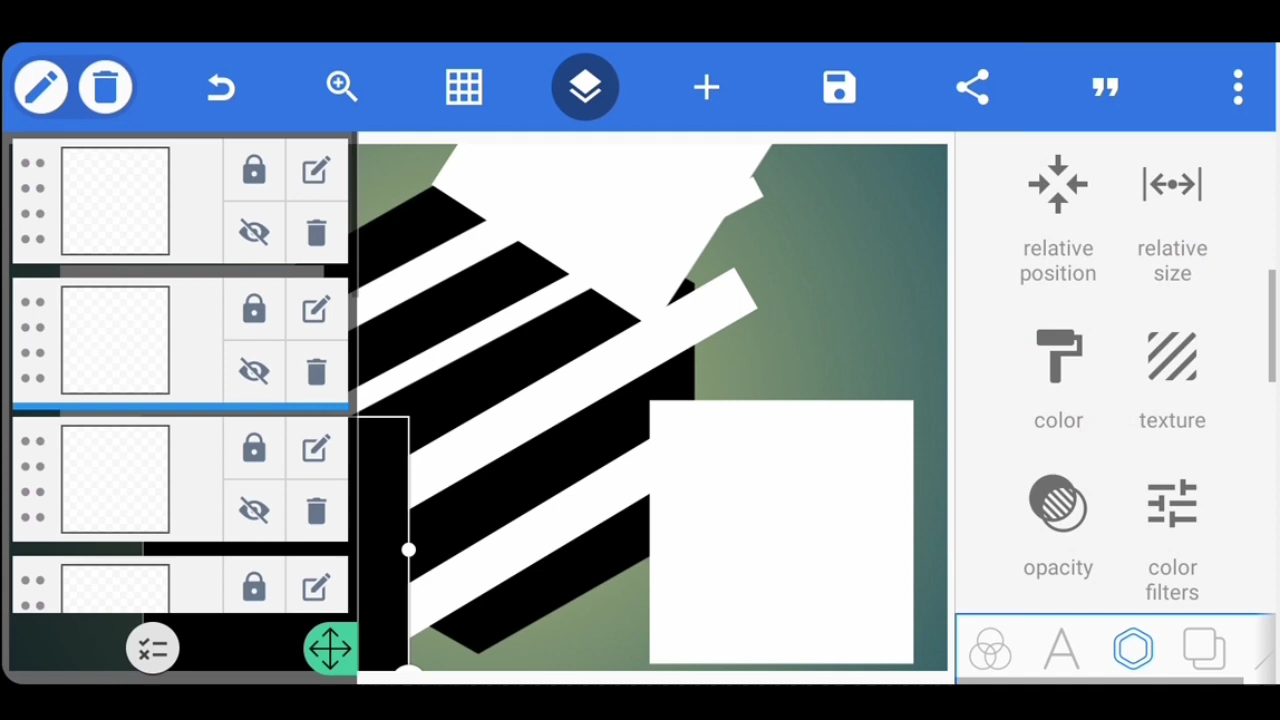 relative
position
relative
size
color
texture
opacity
color
filters